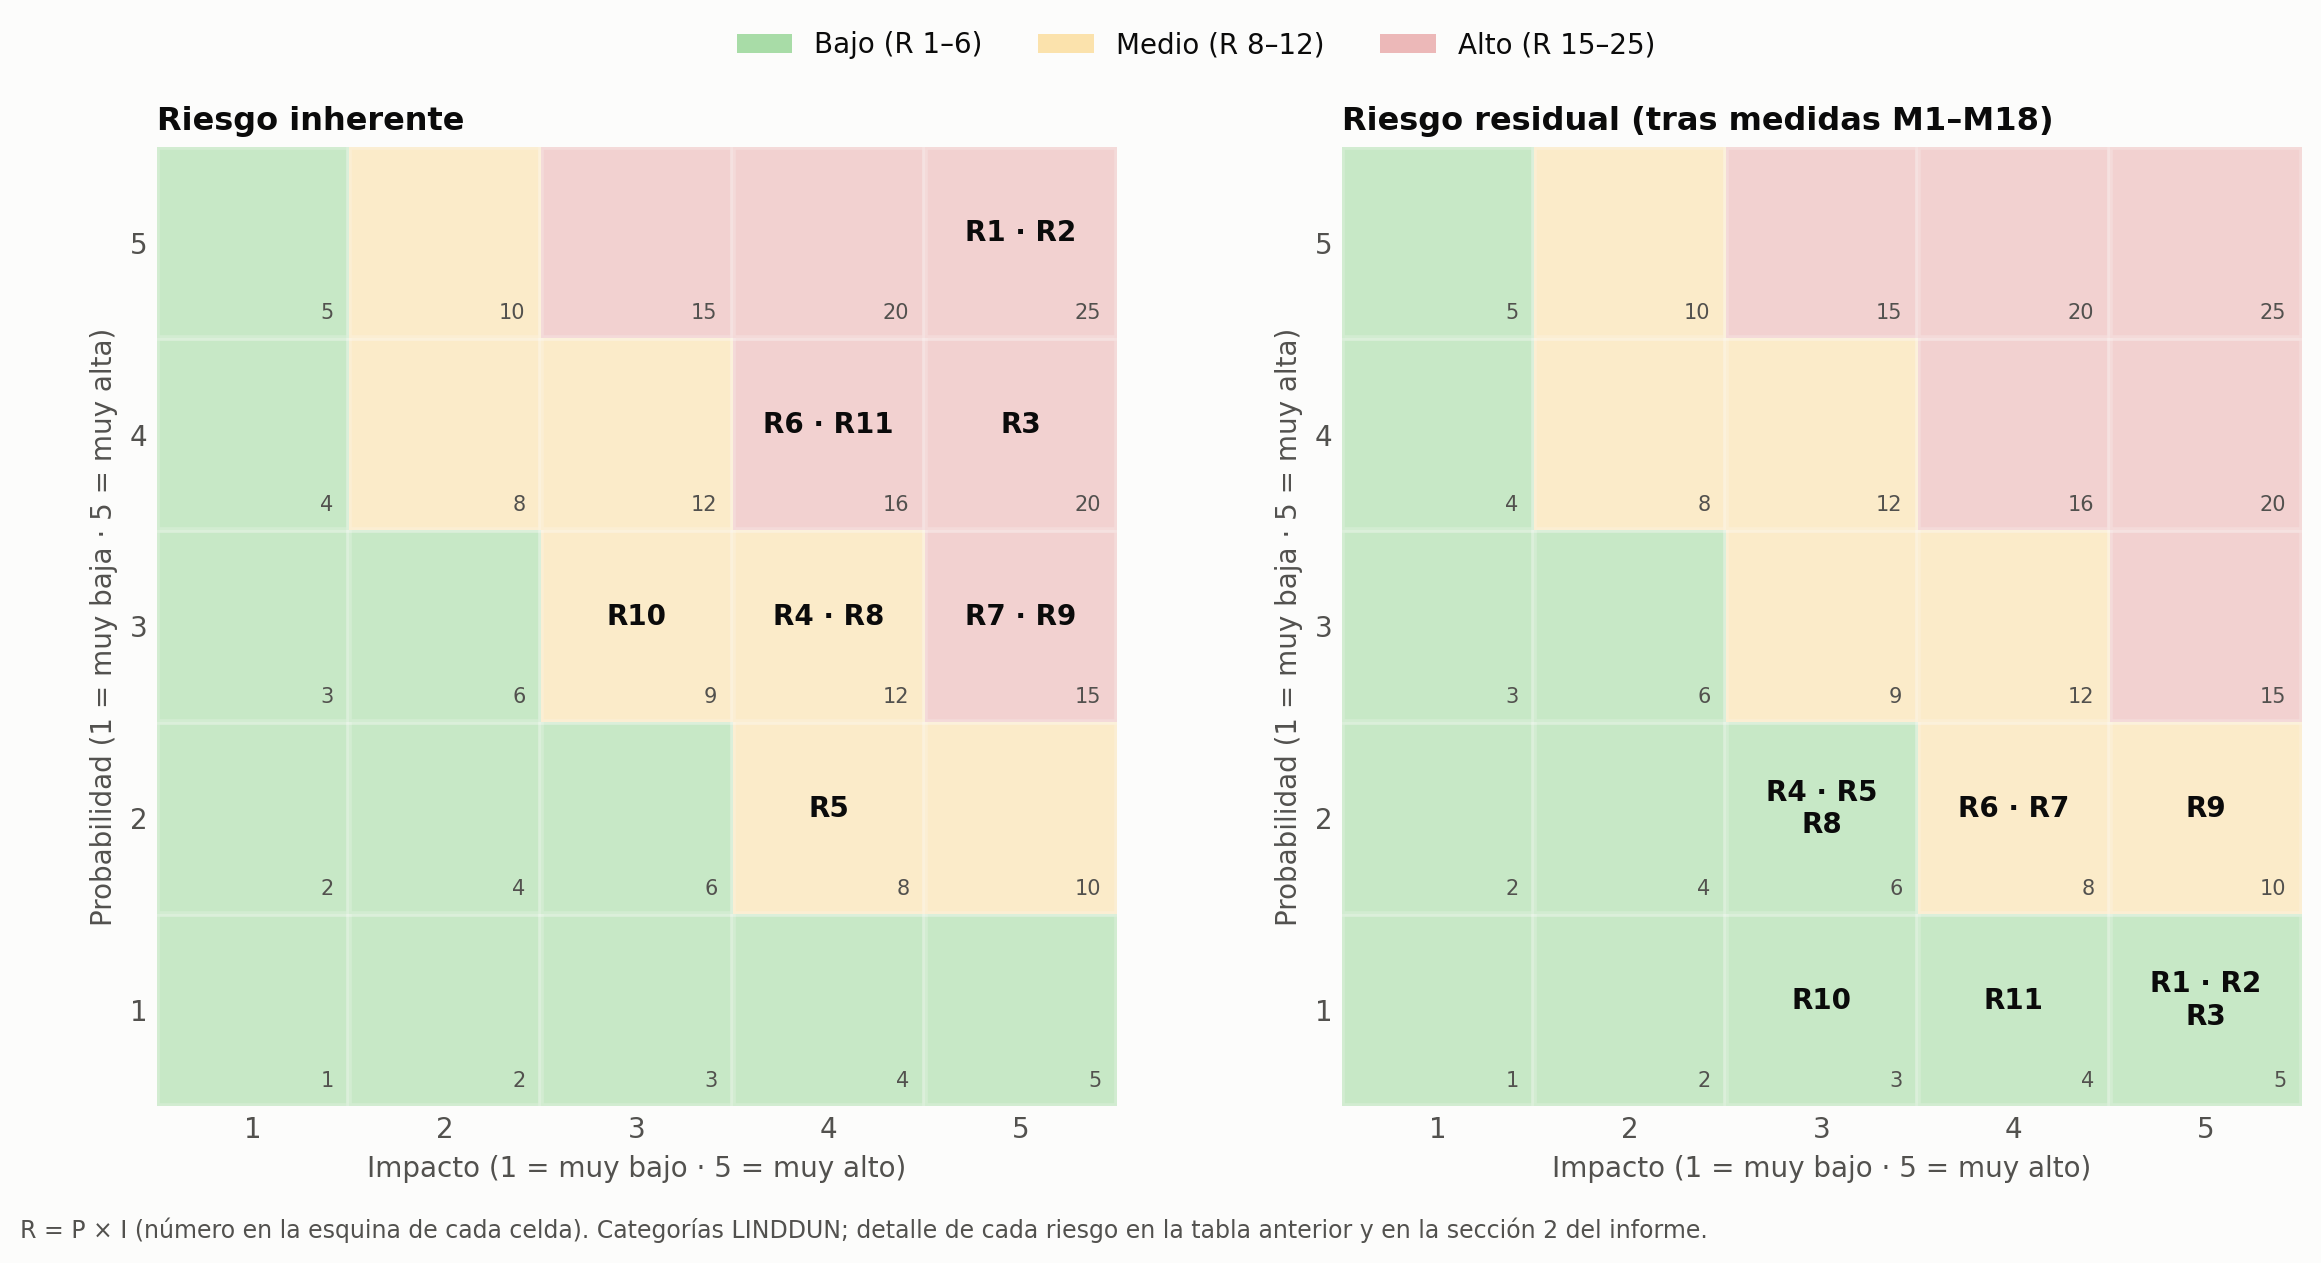 Bajo (R 1–6) Medio (R 8–12) Alto (R 15–25)
Riesgo inherente
Probabilidad (1 = muy baja · 5 = muy alta)
5
R1 · R2
5 10 15 20 25
4
R6 · R11 R3
4 8 12 16 20
3
R10 R4 · R8 R7 · R9
3 6 9 12 15
2
R5
2 4 6 8 10
1
1 2 3 4 5
1 2 3 4 5
Impacto (1 = muy bajo · 5 = muy alto)
Riesgo residual (tras medidas M1–M18)
Probabilidad (1 = muy baja · 5 = muy alta)
5
5 10 15 20 25
4
4 8 12 16 20
3
3 6 9 12 15
2
R4 · R5
R8
R6 · R7 R9
2 4 6 8 10
1
R10 R11
R1 · R2
R3
1 2 3 4 5
1 2 3 4 5
Impacto (1 = muy bajo · 5 = muy alto)
R = P × I (número en la esquina de cada celda). Categorías LINDDUN; detalle de cada riesgo en la tabla anterior y en la sección 2 del informe.